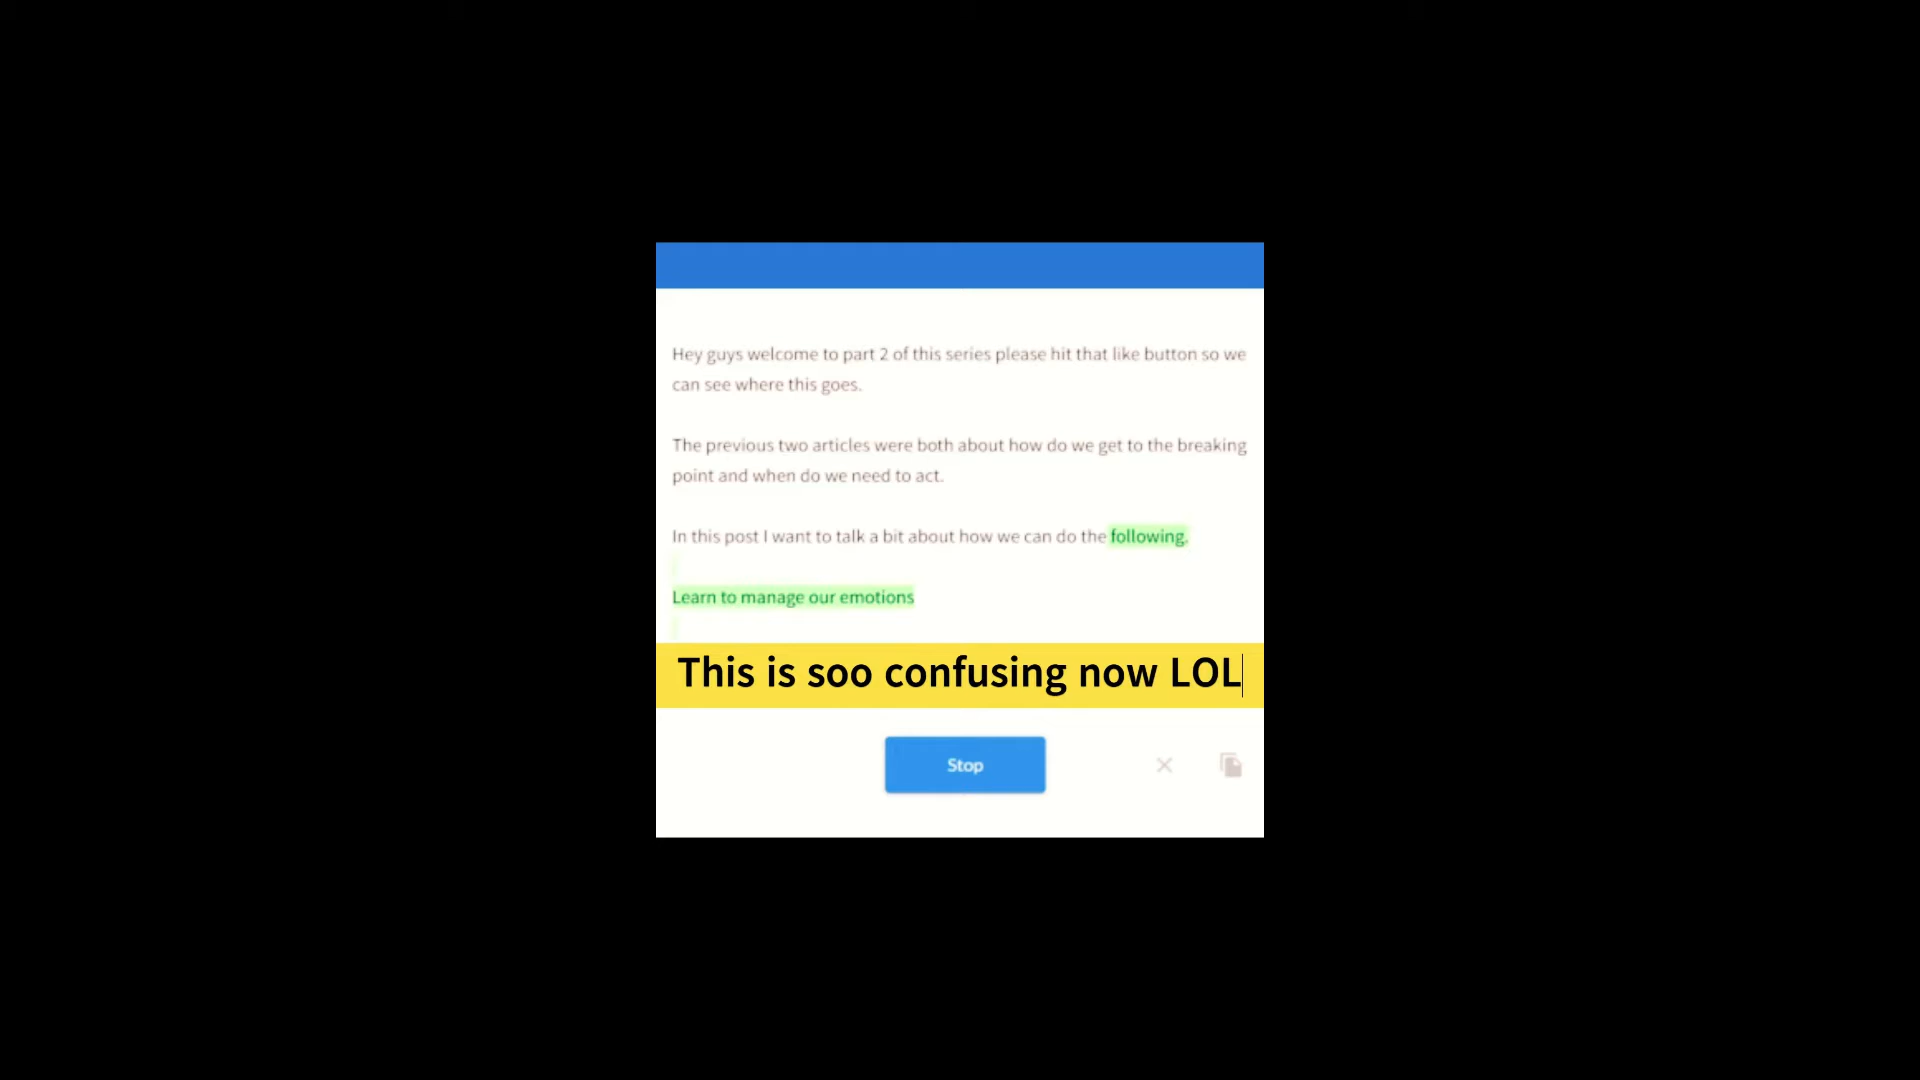 Hey guys welcome to part 2 of this series please hit that like button so we
can see where this goes.
The previous two articles were both about how do we get to the breaking
point and when do we need to act.
In this post I want to talk a bit about how we can do the following.
Learn to manage our emotions
This is soo confusing now LOL
Stop